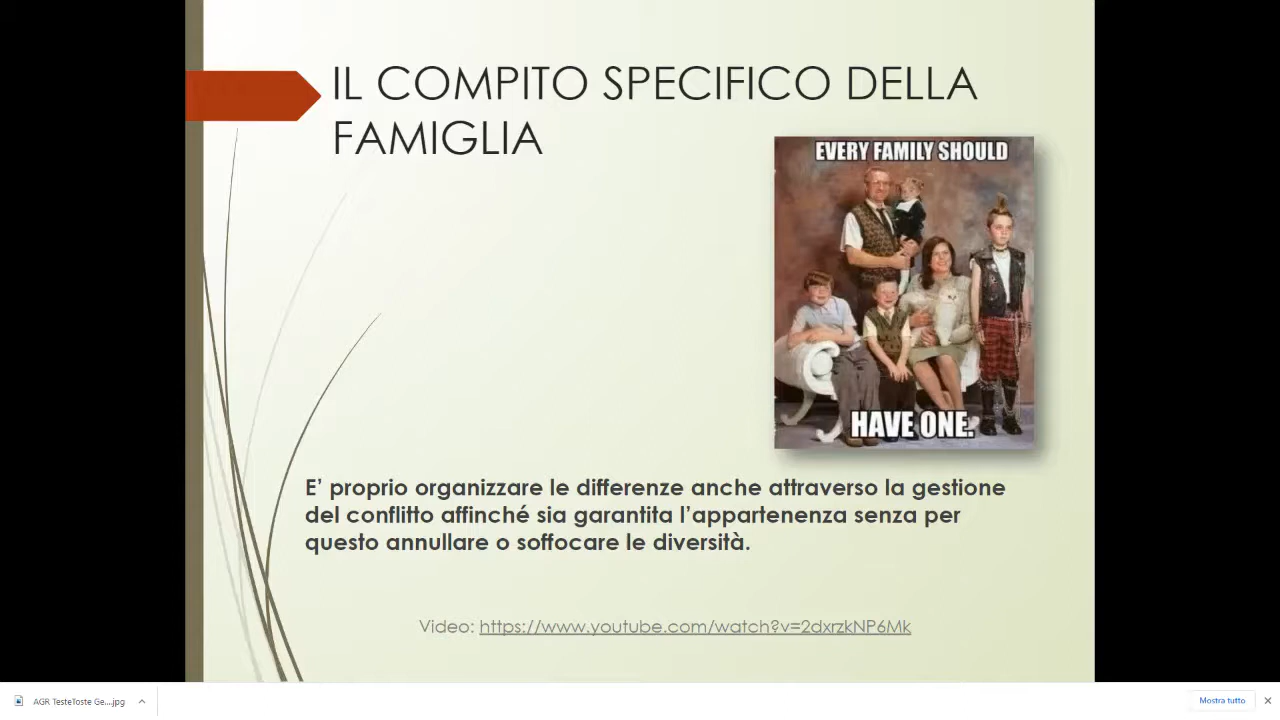 IL COMPITO SPECIFICO DELLA
FAMIGLIA
EVERY FAMILY SHOULD
HAVE ONE.
E’ proprio organizzare le differenze anche attraverso la gestione
del conflitto affinché sia garantita l’appartenenza senza per
questo annullare o soffocare le diversità.
Video: https://www.youtube.com/watch?v=2dxrzkNP6Mk
AGR TesteToste Ge....jpg
Mostra tutto